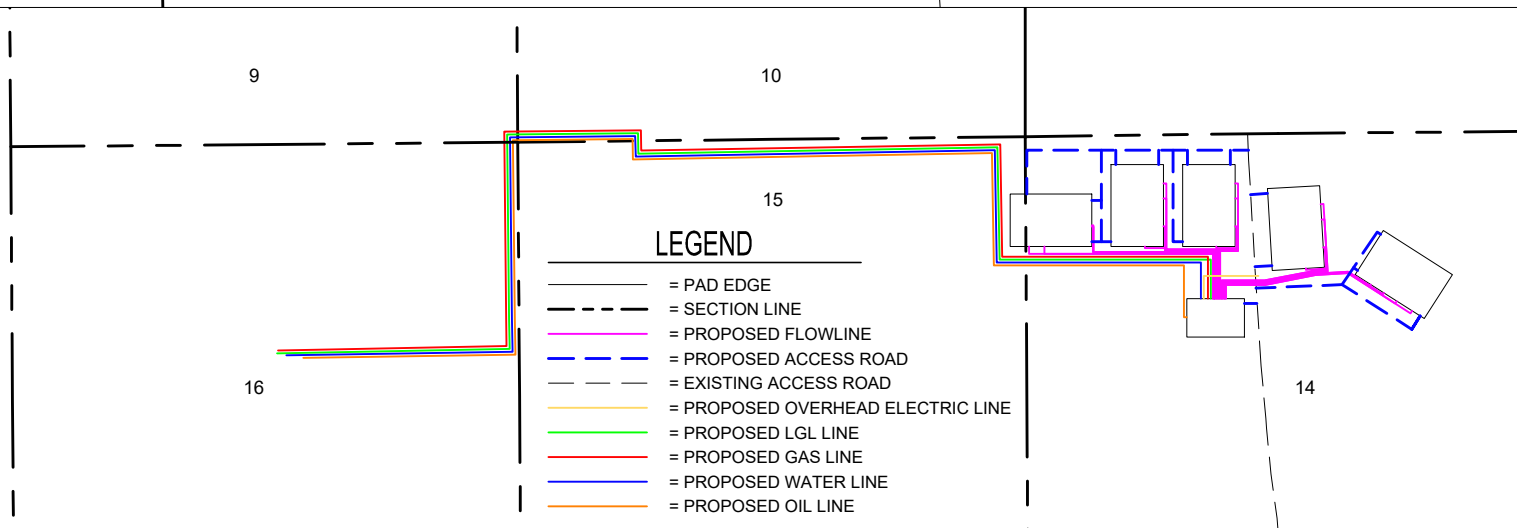 9
10
15
LEGEND
= PAD EDGE
= SECTION LINE
= PROPOSED FLOWLINE
= PROPOSED ACCESS ROAD
= EXISTING ACCESS ROAD
= PROPOSED OVERHEAD ELECTRIC LINE
= PROPOSED LGL LINE
= PROPOSED GAS LINE
= PROPOSED WATER LINE
= PROPOSED OIL LINE
16
14